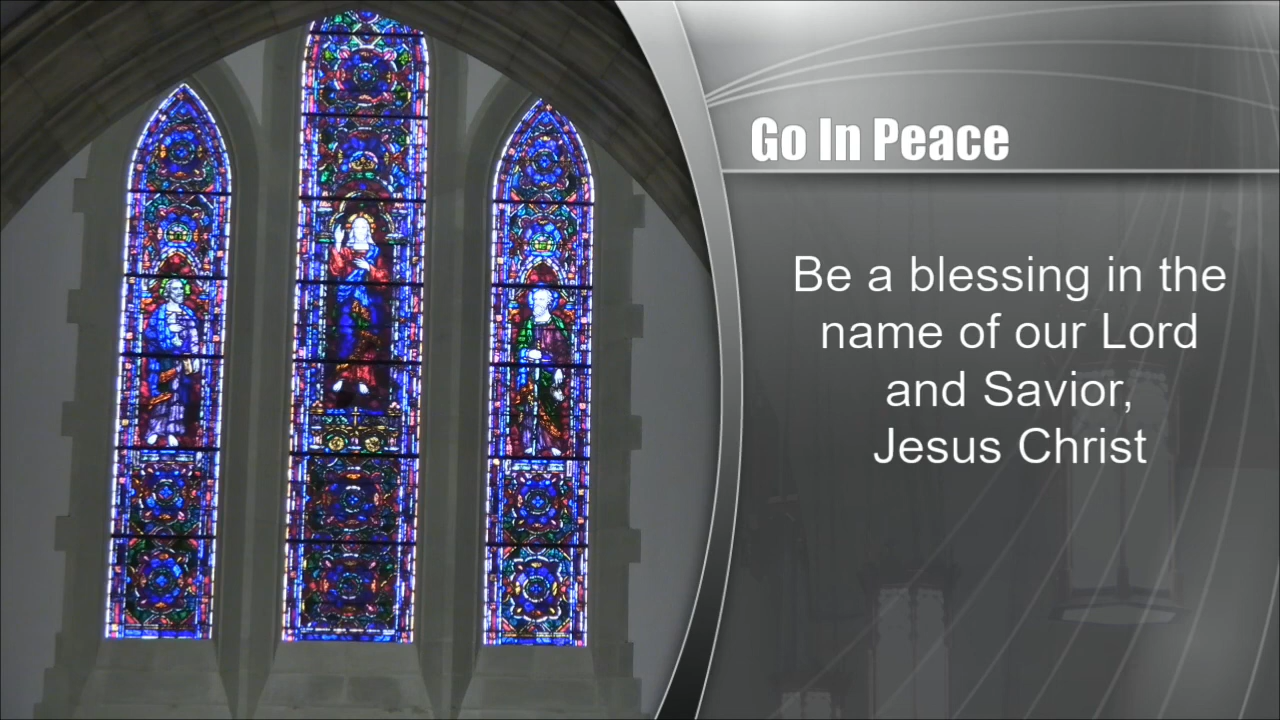 Go In Peace
Be a blessing in the
name of our Lord
and Savior,
Jesus Christ